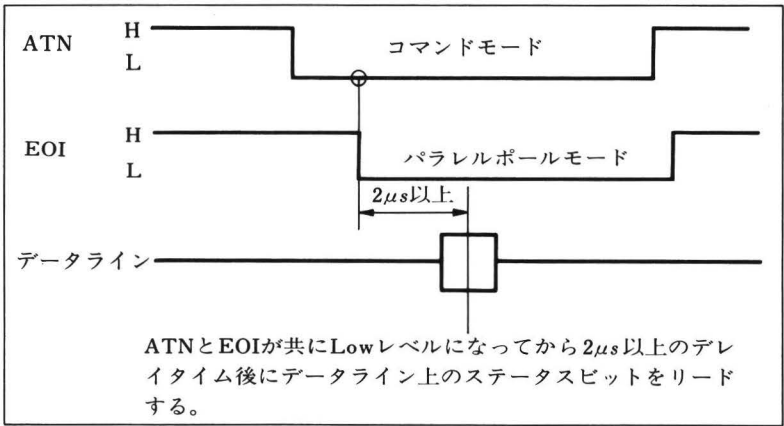 ATN
H
L
コマンドモード
EOI
H
L
パラレルポールモード
2μs以上
データライン
ATNとEOIが共にLowレベルになってから2μs以上のデレ
イタイム後にデータライン上のステータスビットをリード
する。